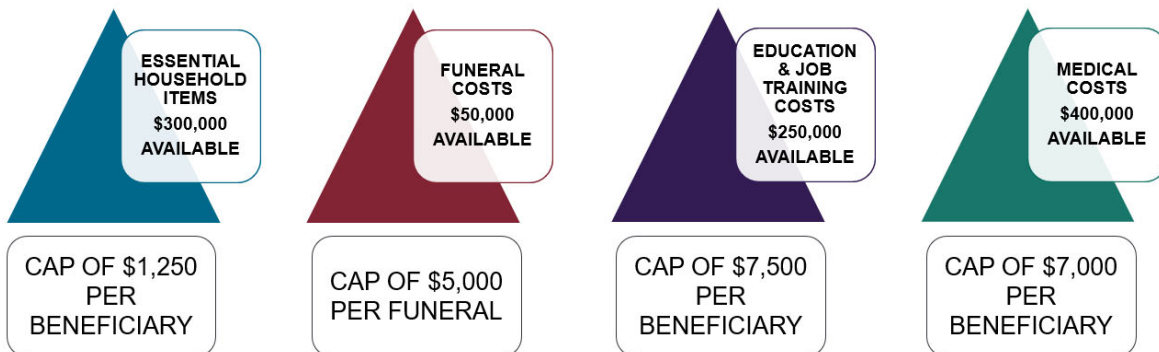 ESSENTIAL
HOUSEHOLD
ITEMS
$300,000
AVAILABLE
CAP OF $1,250
PER
BENEFICIARY
FUNERAL
COSTS
$50,000
AVAILABLE
CAP OF $5,000
PER FUNERAL
EDUCATION
& JOB
TRAINING
COSTS
$250,000
AVAILABLE
CAP OF $7,500
PER
BENEFICIARY
MEDICAL
COSTS
$400,000
AVAILABLE
CAP OF $7,000
PER
BENEFICIARY